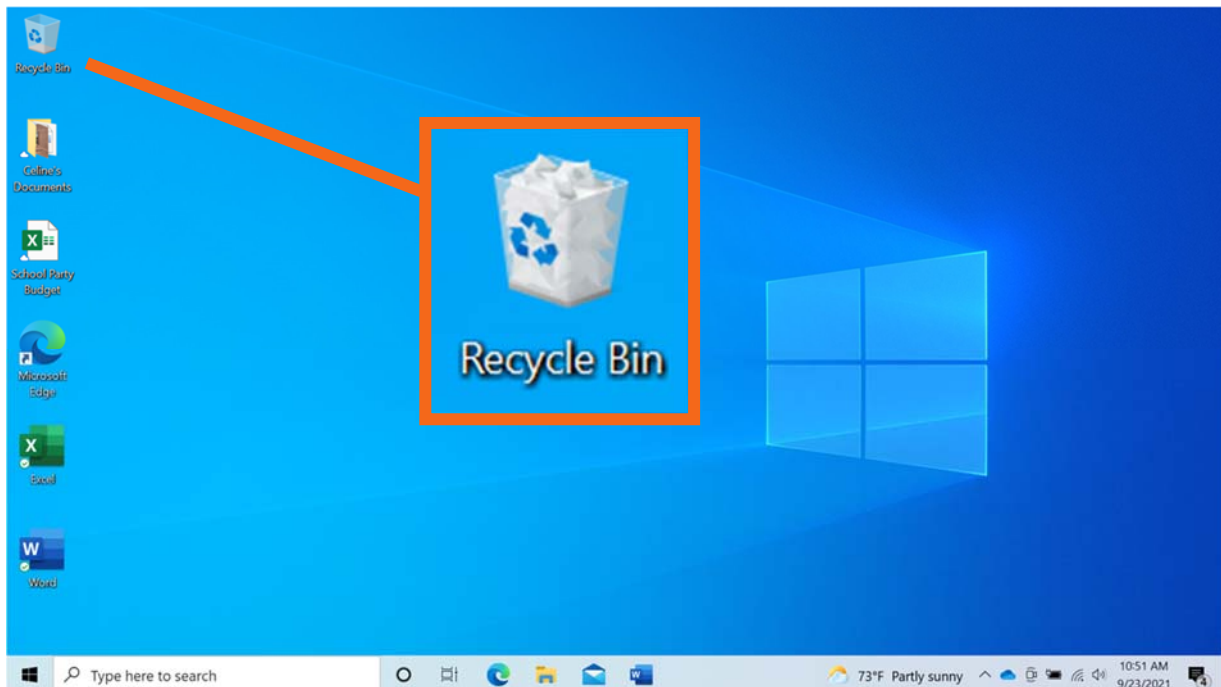 Recycle Bin
Celine's
Documents
X
School Party
Budget
Microsoft
Edge
X
Excel
W
Word
Recycle Bin
Type here to search
W
73°F Partly sunny
10:51 AM
9/23/2021
4